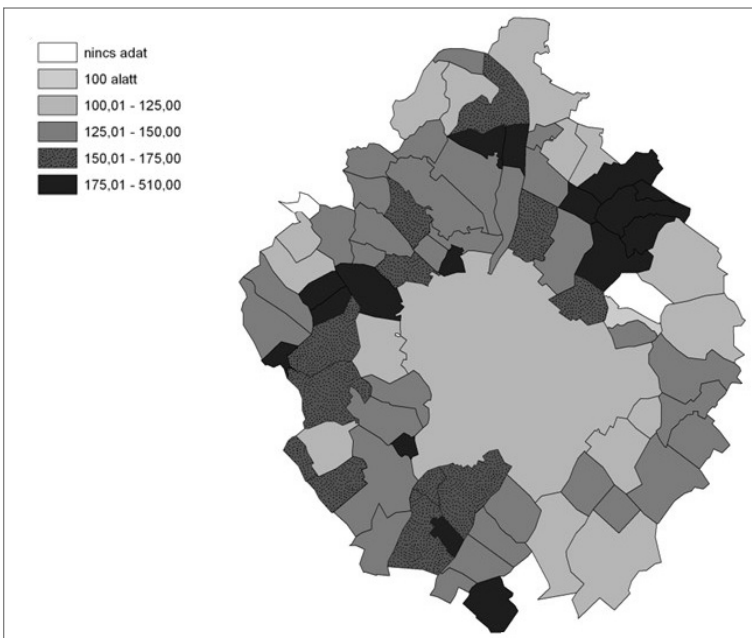 nincs adat
100 alatt
100,01 - 125,00
125,01 - 150,00
150,01 - 175,00
175,01 - 510,00